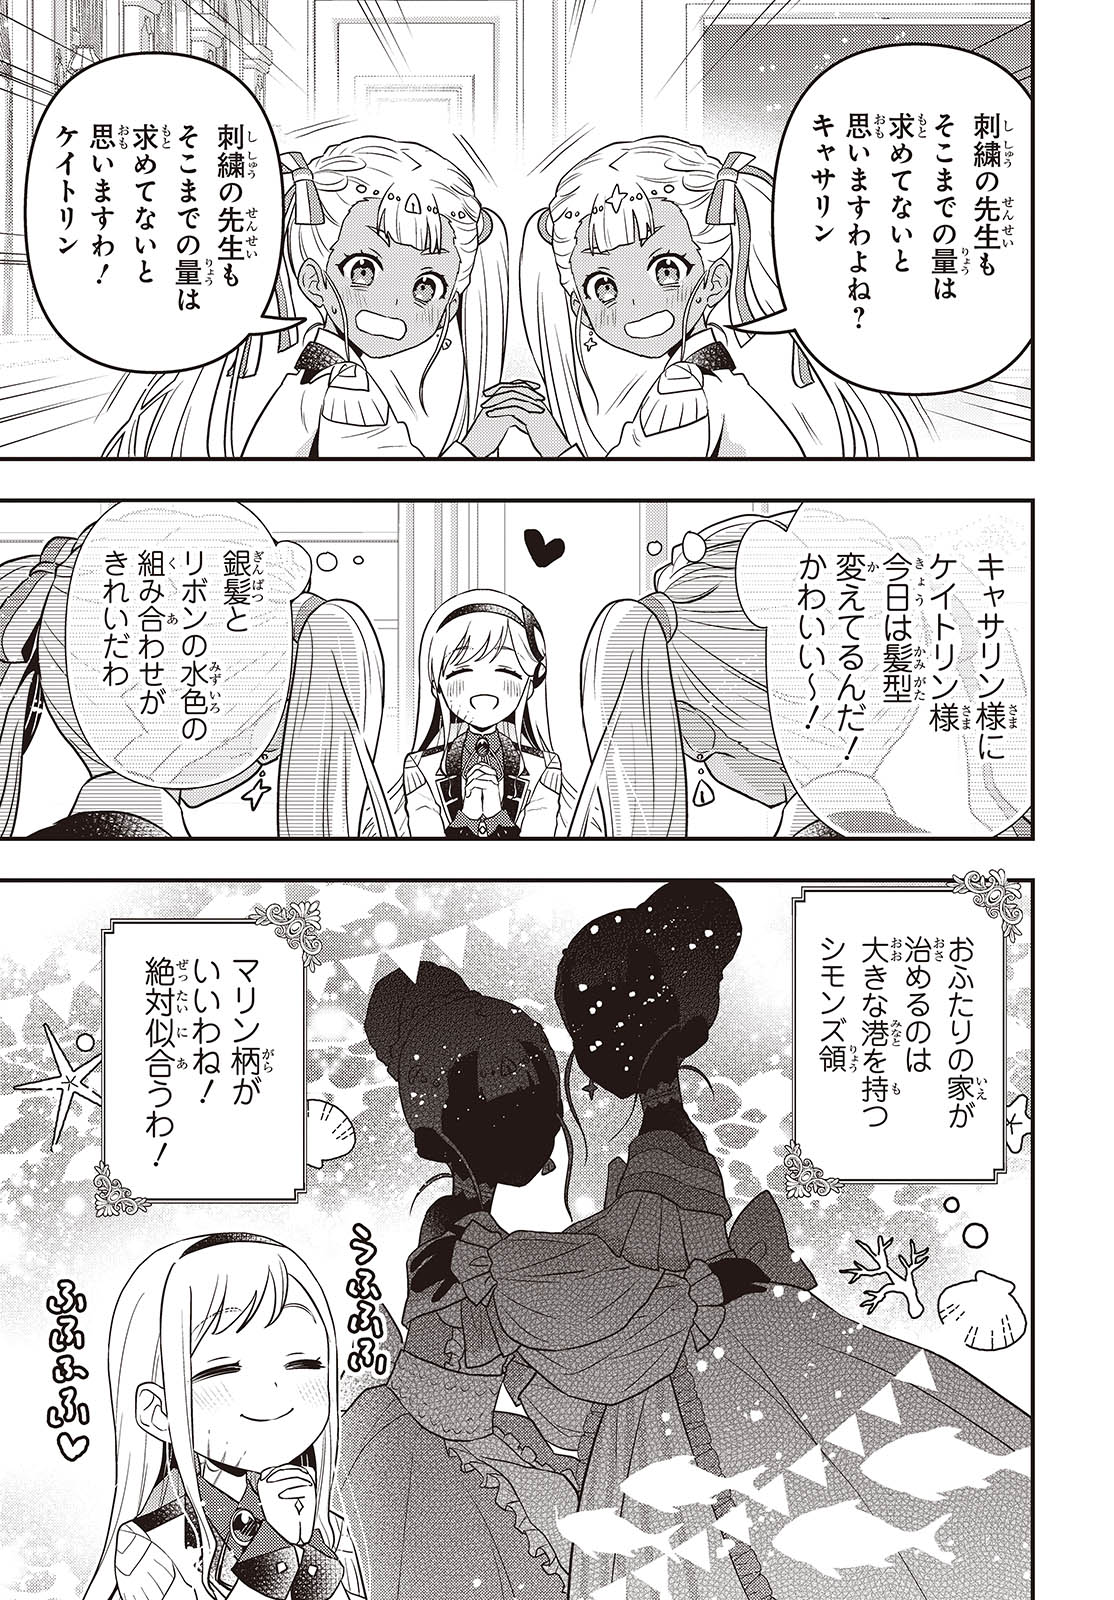 刺繍の先生も
そこまでの量は
求めてないと
思いますわよね？
キャサリン
刺繍の先生も
そこまでの量は
求めてないと
思いますわ！
ケイトリン
キャサリン様に
ケイトリン様
今日は髪型
変えてるんだ！
かわいい～！
銀髪と
リボンの水色の
組み合わせが
きれいだわ
おふたりの家が
治めるのは
大きな港を持つ
シモンズ領
マリン柄が
いいわね！
絶対似合うわ！
うふふふ
ふふふふ♡